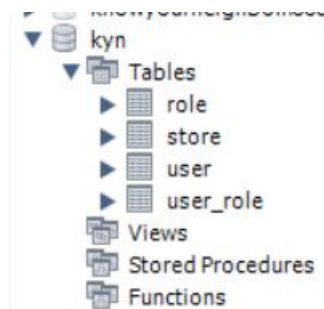 kyn
Tables
role
store
user
user_role
Views
Stored Procedures
Functions